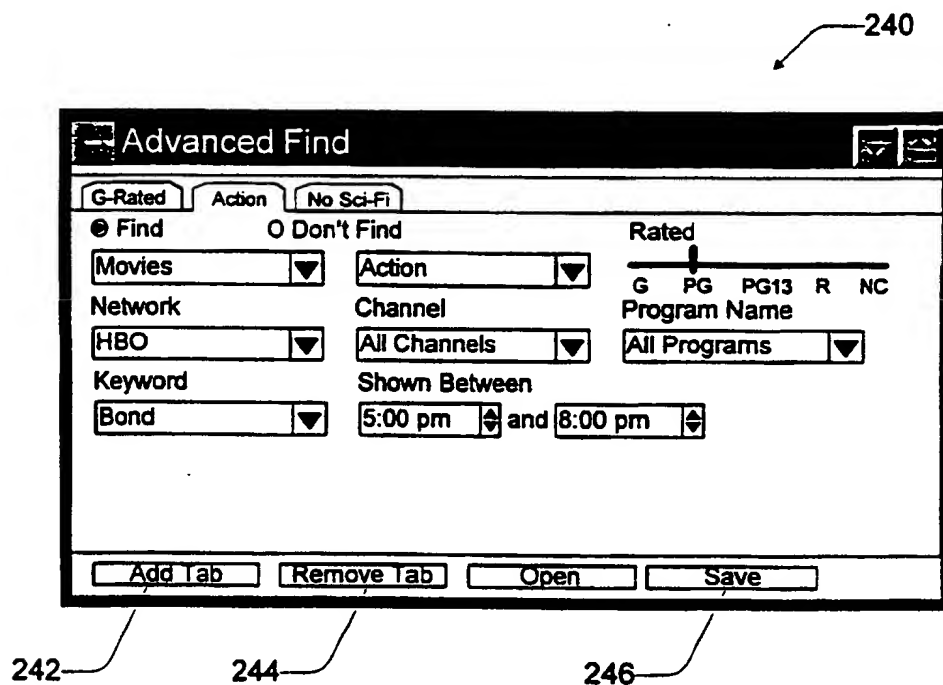 240
Advanced Find
G-Rated Action No Sci-Fi
Find Don't Find Rated
Movies Action
G PG PG13 R NC
Network Channel Program Name
HBO All Channels All Programs
Keyword Shown Between
Bond 5:00 pm and 8:00 pm
Add Tab Remove Tab Open Save
242 244 246